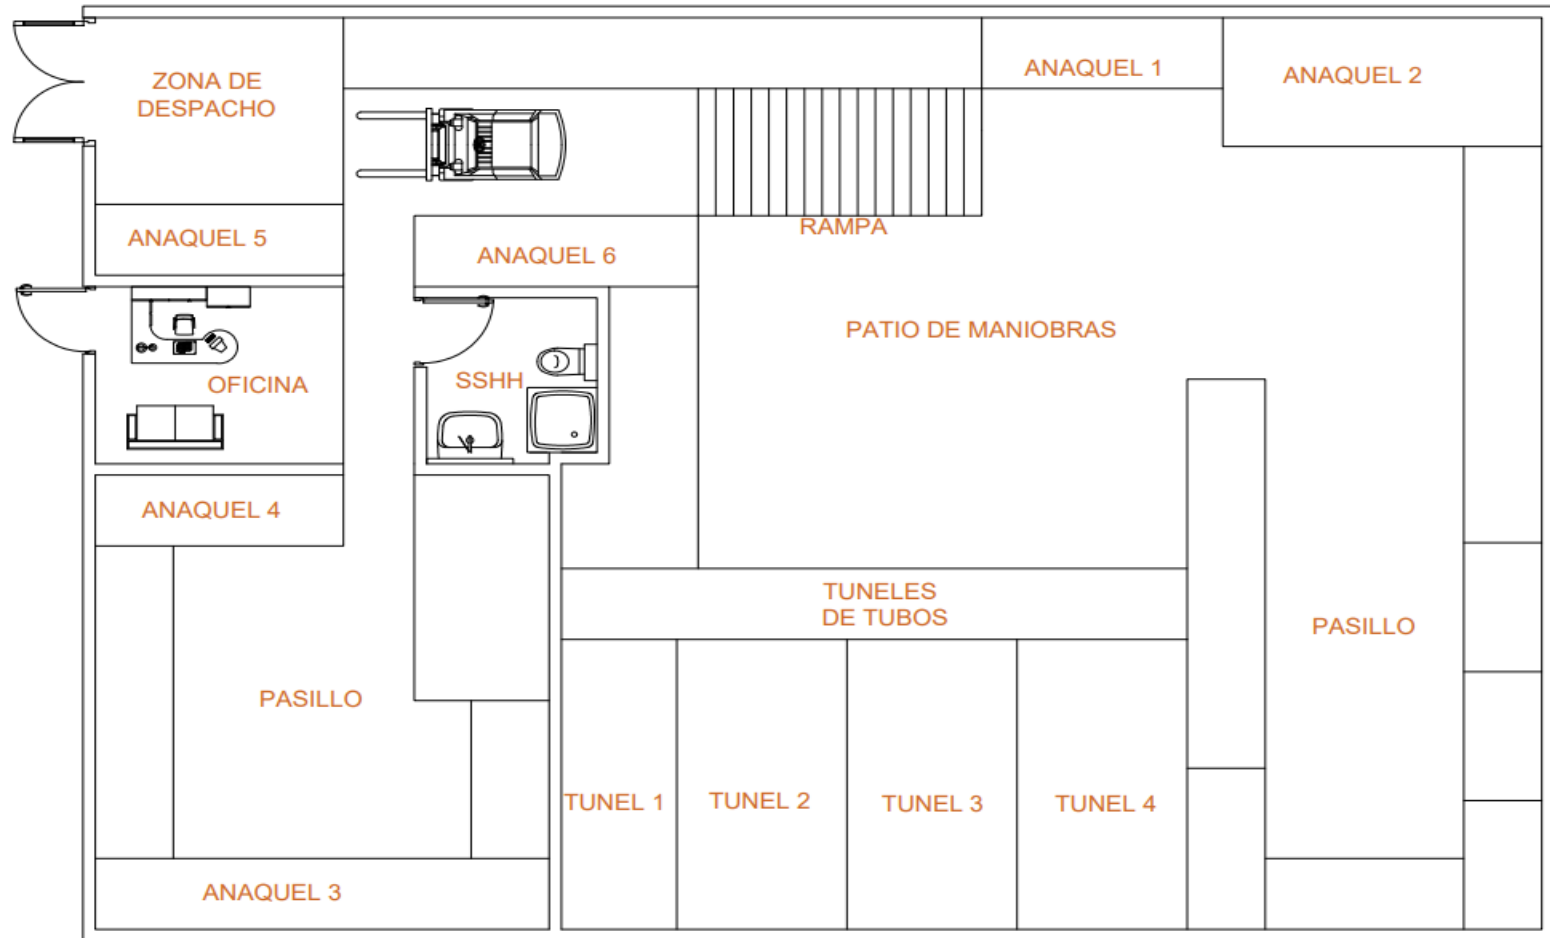 ZONA DE
DESPACHO
ANAQUEL 1
ANAQUEL 2
ANAQUEL 5
ANAQUEL 6
RAMPA
PATIO DE MANIOBRAS
OFICINA
SSHH
ANAQUEL 4
TUNELES
DE TUBOS
PASILLO
PASILLO
TUNEL 1
TUNEL 2
TUNEL 3
TUNEL 4
ANAQUEL 3